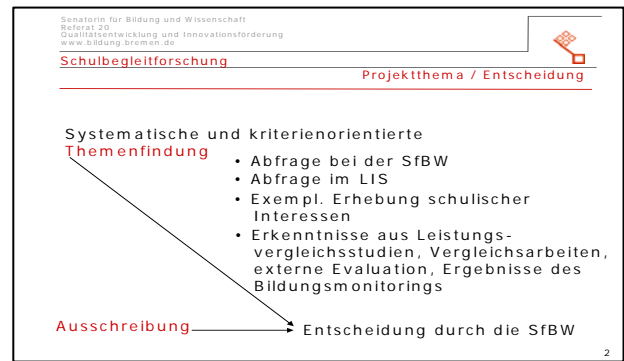 Senatorin für Bildung und Wissenschaft
Referat 20
Qualitätsentwicklung und Innovationsförderung
www.bildung.bremen.de
Schulbegleitforschung
Projektthema / Entscheidung
Systematische und kriterienorientierte
Themenfindung
• Abfrage bei der SfBW
• Abfrage im LIS
• Exempl. Erhebung schulischer
Interessen
• Erkenntnisse aus Leistungs-
vergleichsstudien, Vergleichsarbeiten,
externe Evaluation, Ergebnisse des
Bildungsmonitorings
Ausschreibung
Entscheidung durch die SfBW
2